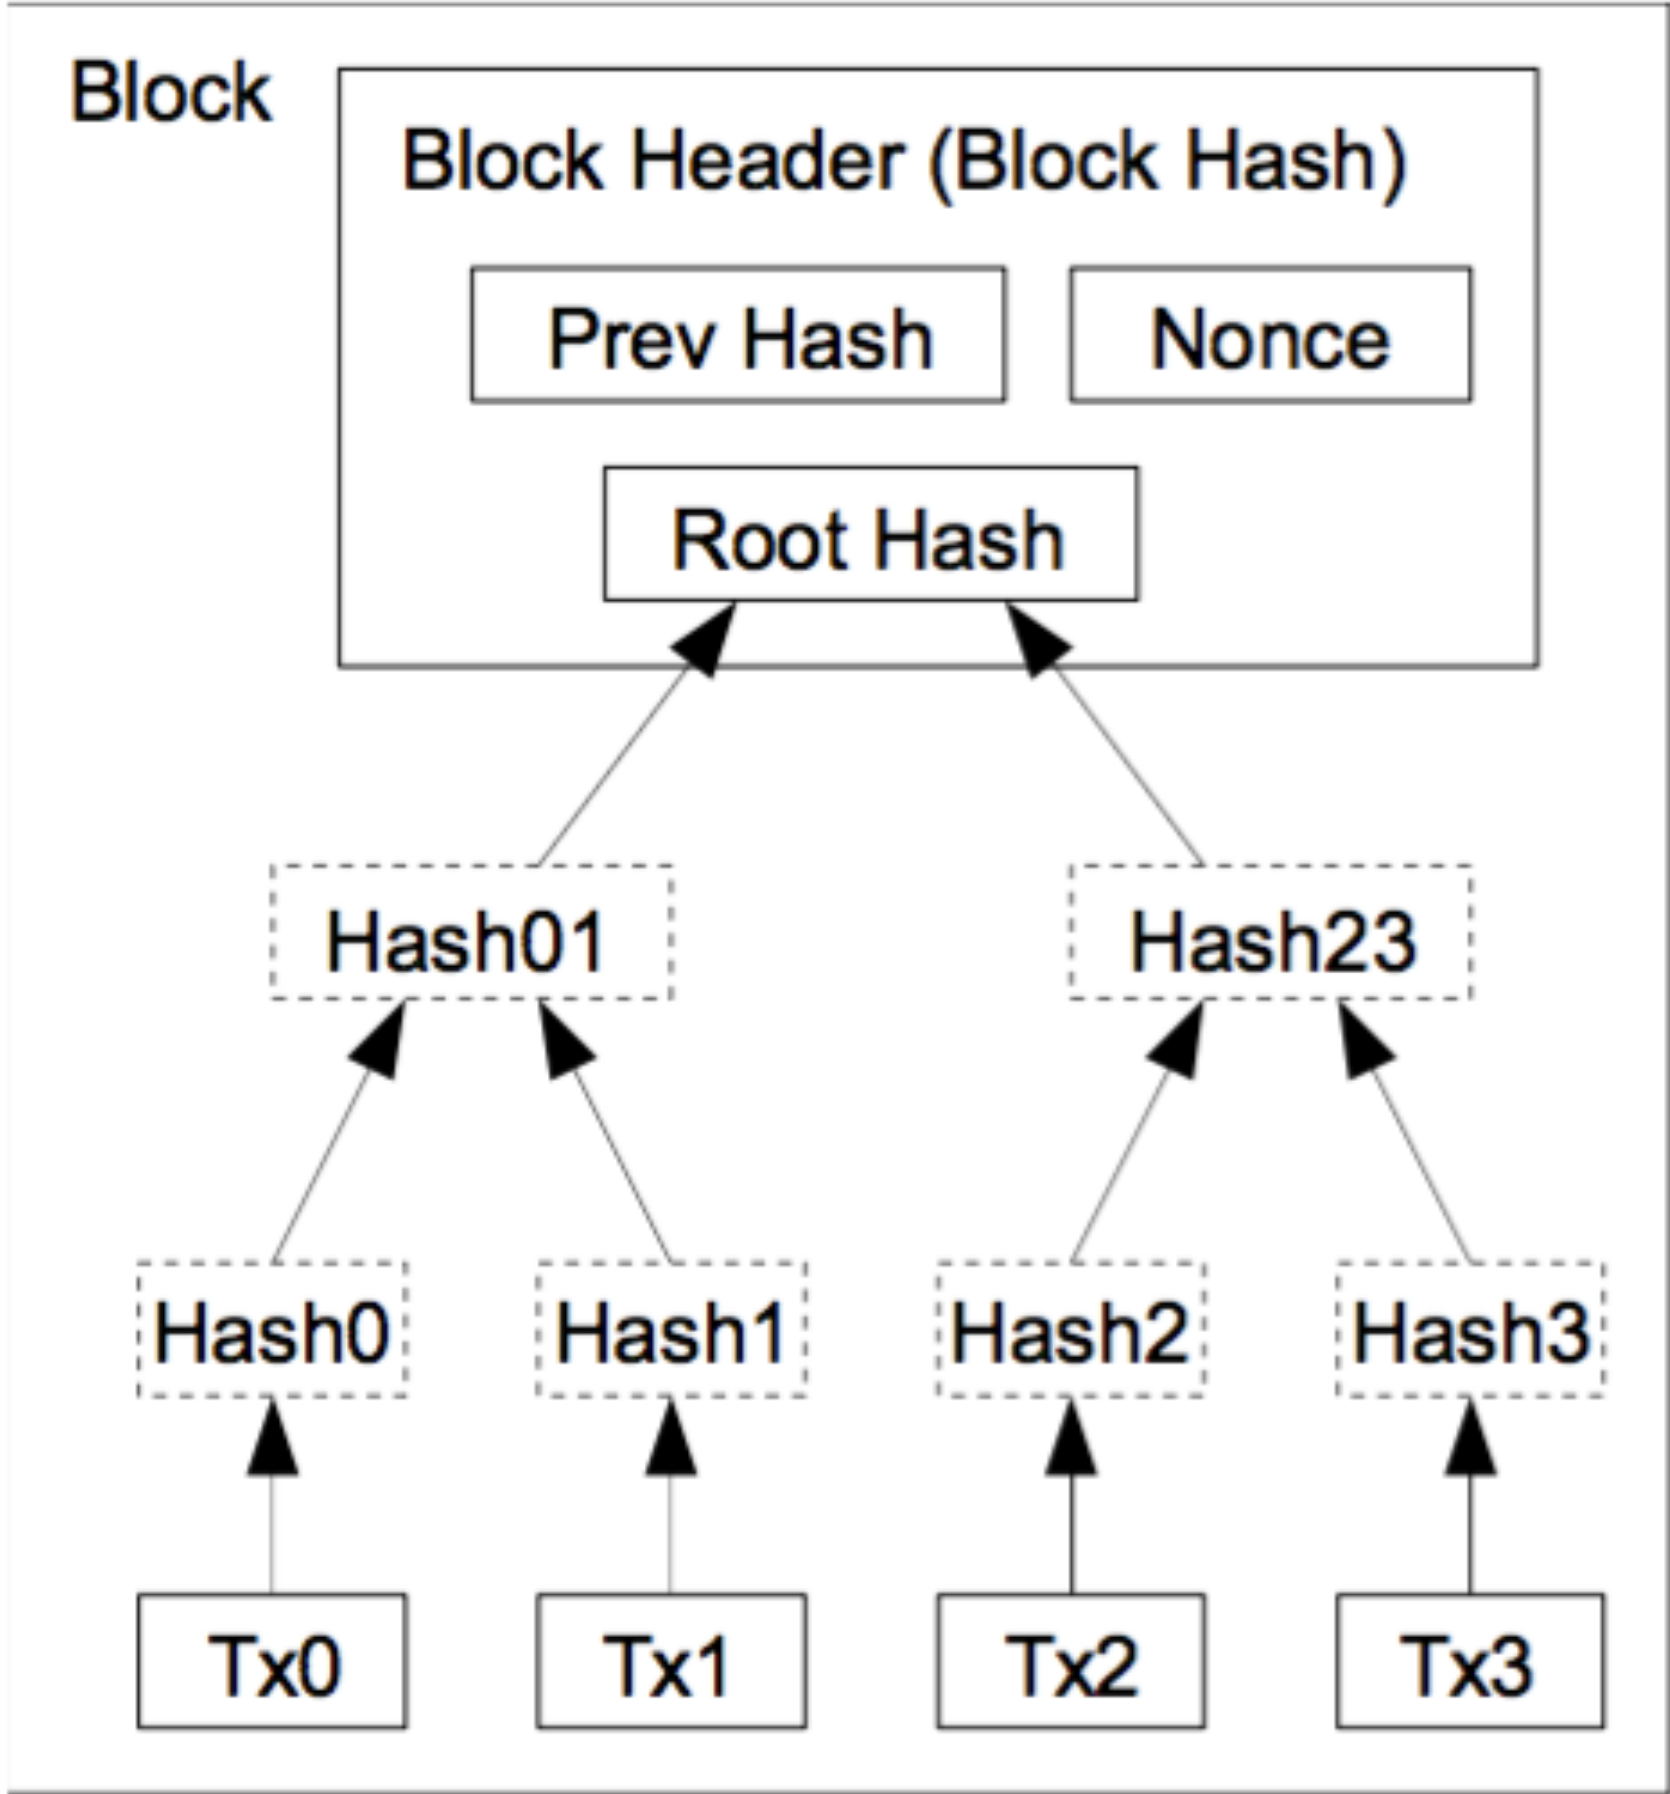 Block
Block Header (Block Hash)
Prev Hash
Nonce
Root Hash
Hash01
Hash23
Hash0
Hash1
Hash2
Hash3
Tx0
Tx1
Tx2
Tx3